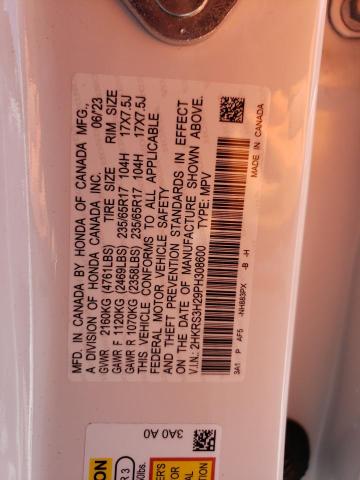 MFD. IN CANADA BY HONDA OF CANADA MFG.,
A DIVISION OF HONDA CANADA INC. 06/23
GVWR 2160KG (4761LBS) TIRE SIZE RIM SIZE
GAWR F 1120KG (2469LBS) 235/65R17 104H 17X7.5J
GAWR R 1070KG (2358LBS) 235/65R17 104H 17X7.5J
THIS VEHICLE CONFORMS TO ALL APPLICABLE
FEDERAL MOTOR VEHICLE SAFETY
AND THEFT PREVENTION STANDARDS IN EFFECT
ON THE DATE OF MANUFACTURE SHOWN ABOVE.
V.I.N.: 2HKRS3H29PH308600 TYPE: MPV
3A1 P AF5 -NH883PX -B -H
MADE IN CANADA
3A0 A0